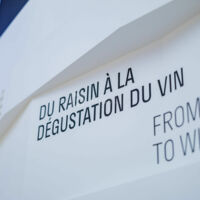 DU RAISIN À LA
DÉGUSTATION DU VIN
FROM
TO